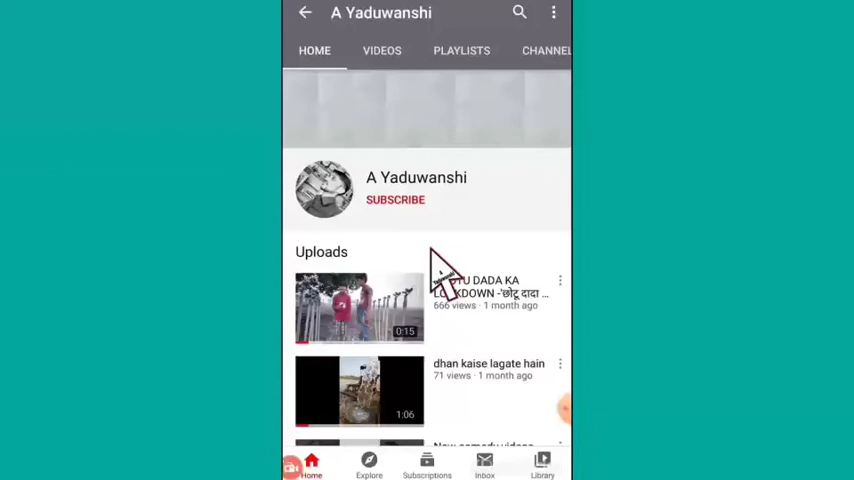 A Yaduwanshi
HOME VIDEOS PLAYLISTS CHANNEL
A Yaduwanshi
SUBSCRIBE
Uploads
DADA KA
-'छोटू दादा ...
666 views · 1 month ago
0:15
dhan kaise lagate hain
71 views · 1 month ago
1:06
Home Explore Subscriptions Inbox Library